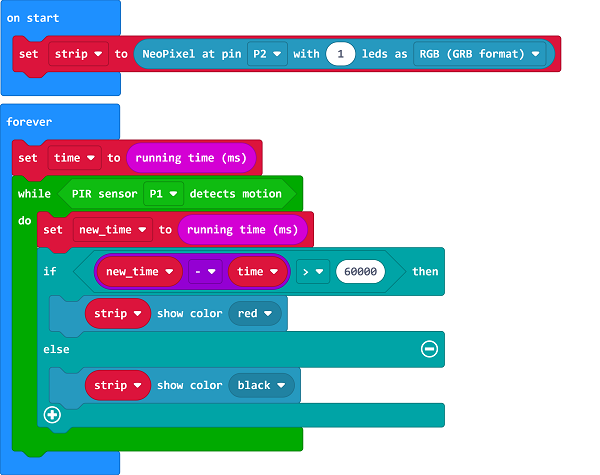 on start
set strip to NeoPixel at pin P2 with 1 leds as RGB (GRB format)
forever
set time to running time (ms)
while PIR sensor P1 detects motion
do
set new_time to running time (ms)
if new_time - time > 60000 then
strip show color red
else
strip show color black